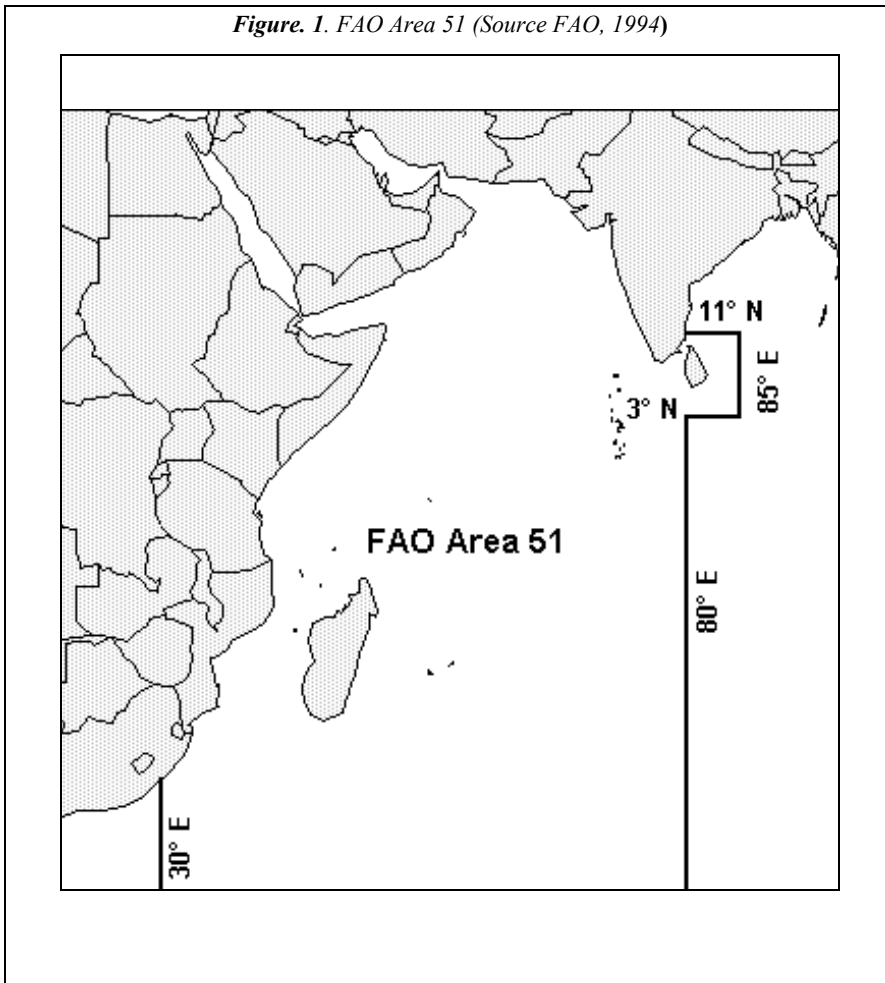 Figure. 1. FAO Area 51 (Source FAO, 1994)
11° N
85° E
3° N
FAO Area 51
80° E
30° E